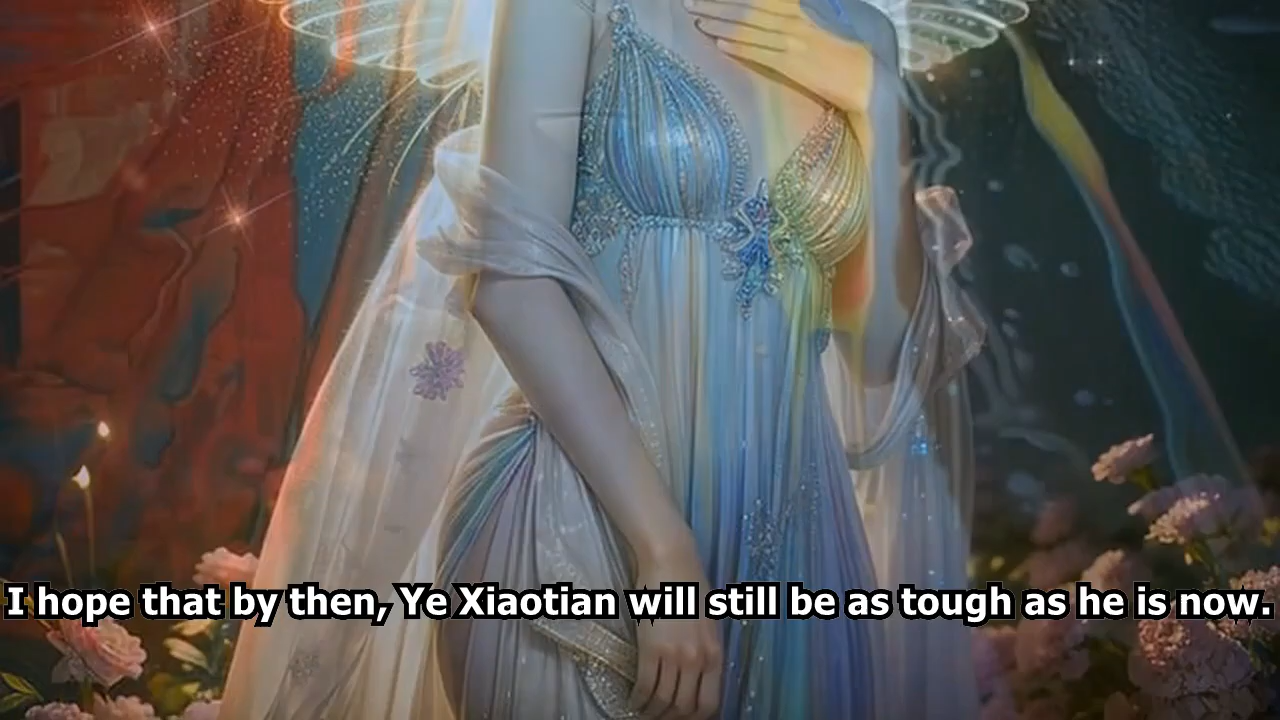 I hope that by then, Ye Xiaotian will still be as tough as he is now.